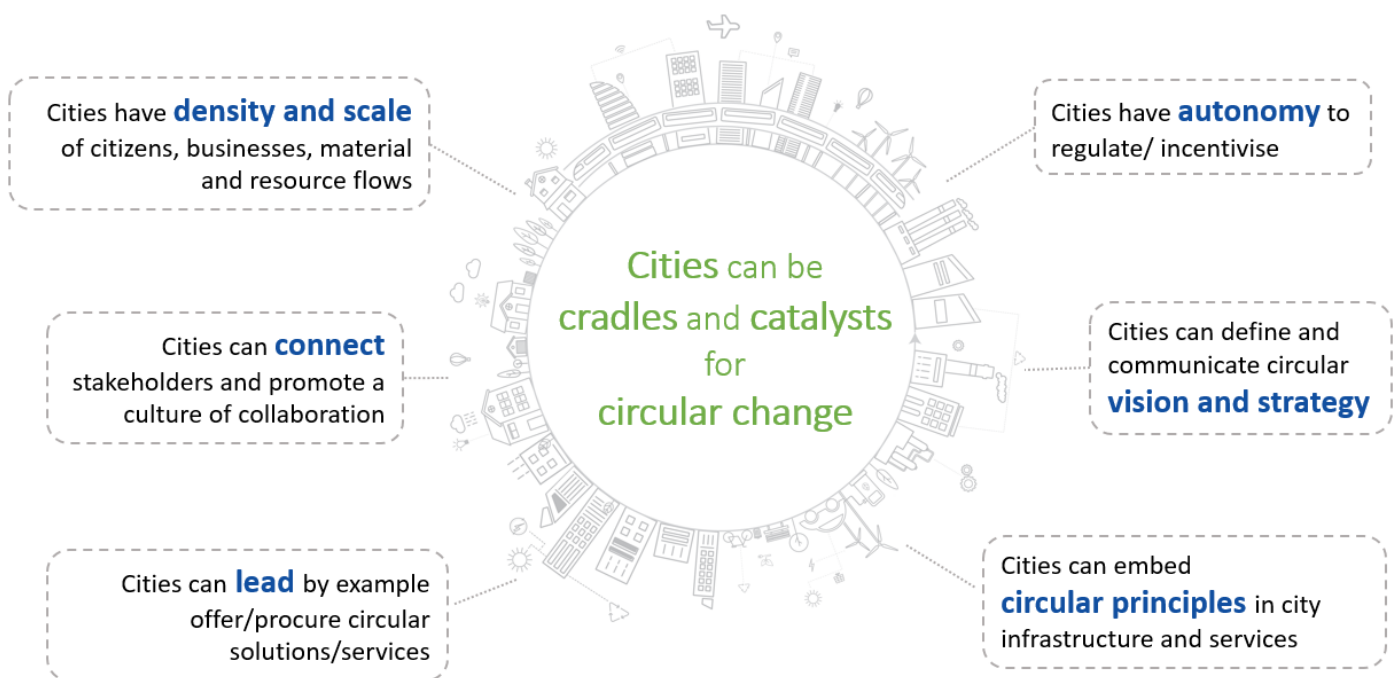 Cities have density and scale
of citizens, businesses, material
and resource flows
Cities have autonomy to
regulate/ incentivise
Cities can be
cradles and catalysts
for
circular change
Cities can connect
stakeholders and promote a
culture of collaboration
Cities can define and
communicate circular
vision and strategy
Cities can lead by example
offer/procure circular
solutions/services
Cities can embed
circular principles in city
infrastructure and services